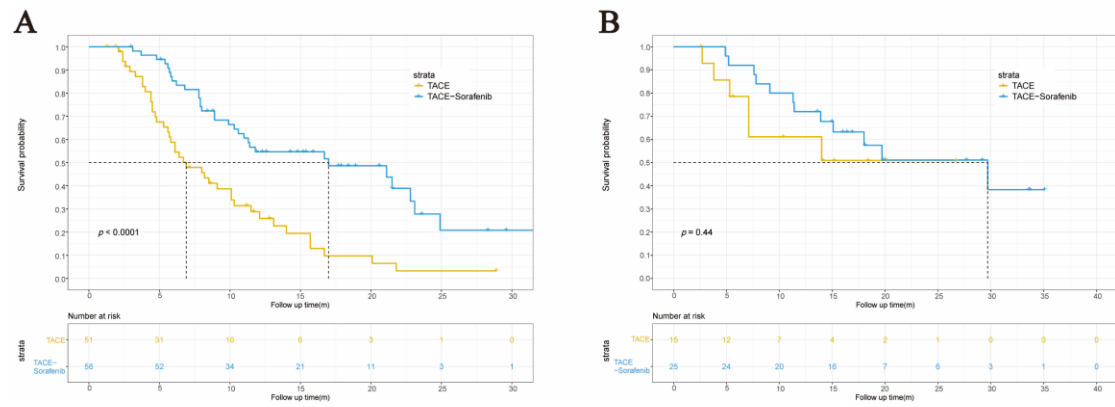 A
Survival probability
1.0
0.9
0.8
0.7
0.6
0.5
0.4
0.3
0.2
0.1
0.0
strata
TACE
TACE-Sorafenib
p < 0.0001
0 5 10 15 20 25 30
Follow up time(m)
Number at risk
strata
TACE 51 31 16 6 3 1 0
TACE-
Sorafenib 56 52 34 21 11 3 1
0 5 10 15 20 25 30
Follow up time(m)
B
Survival probability
1.0
0.9
0.8
0.7
0.6
0.5
0.4
0.3
0.2
0.1
0.0
strata
TACE
TACE-Sorafenib
p = 0.44
0 5 10 15 20 25 30 35 40
Follow up time(m)
Number at risk
strata
TACE 15 12 7 4 2 1 0 0 0
TACE
-Sorafenib 25 24 20 16 7 6 3 1 0
0 5 10 15 20 25 30 35 40
Follow up time(m)